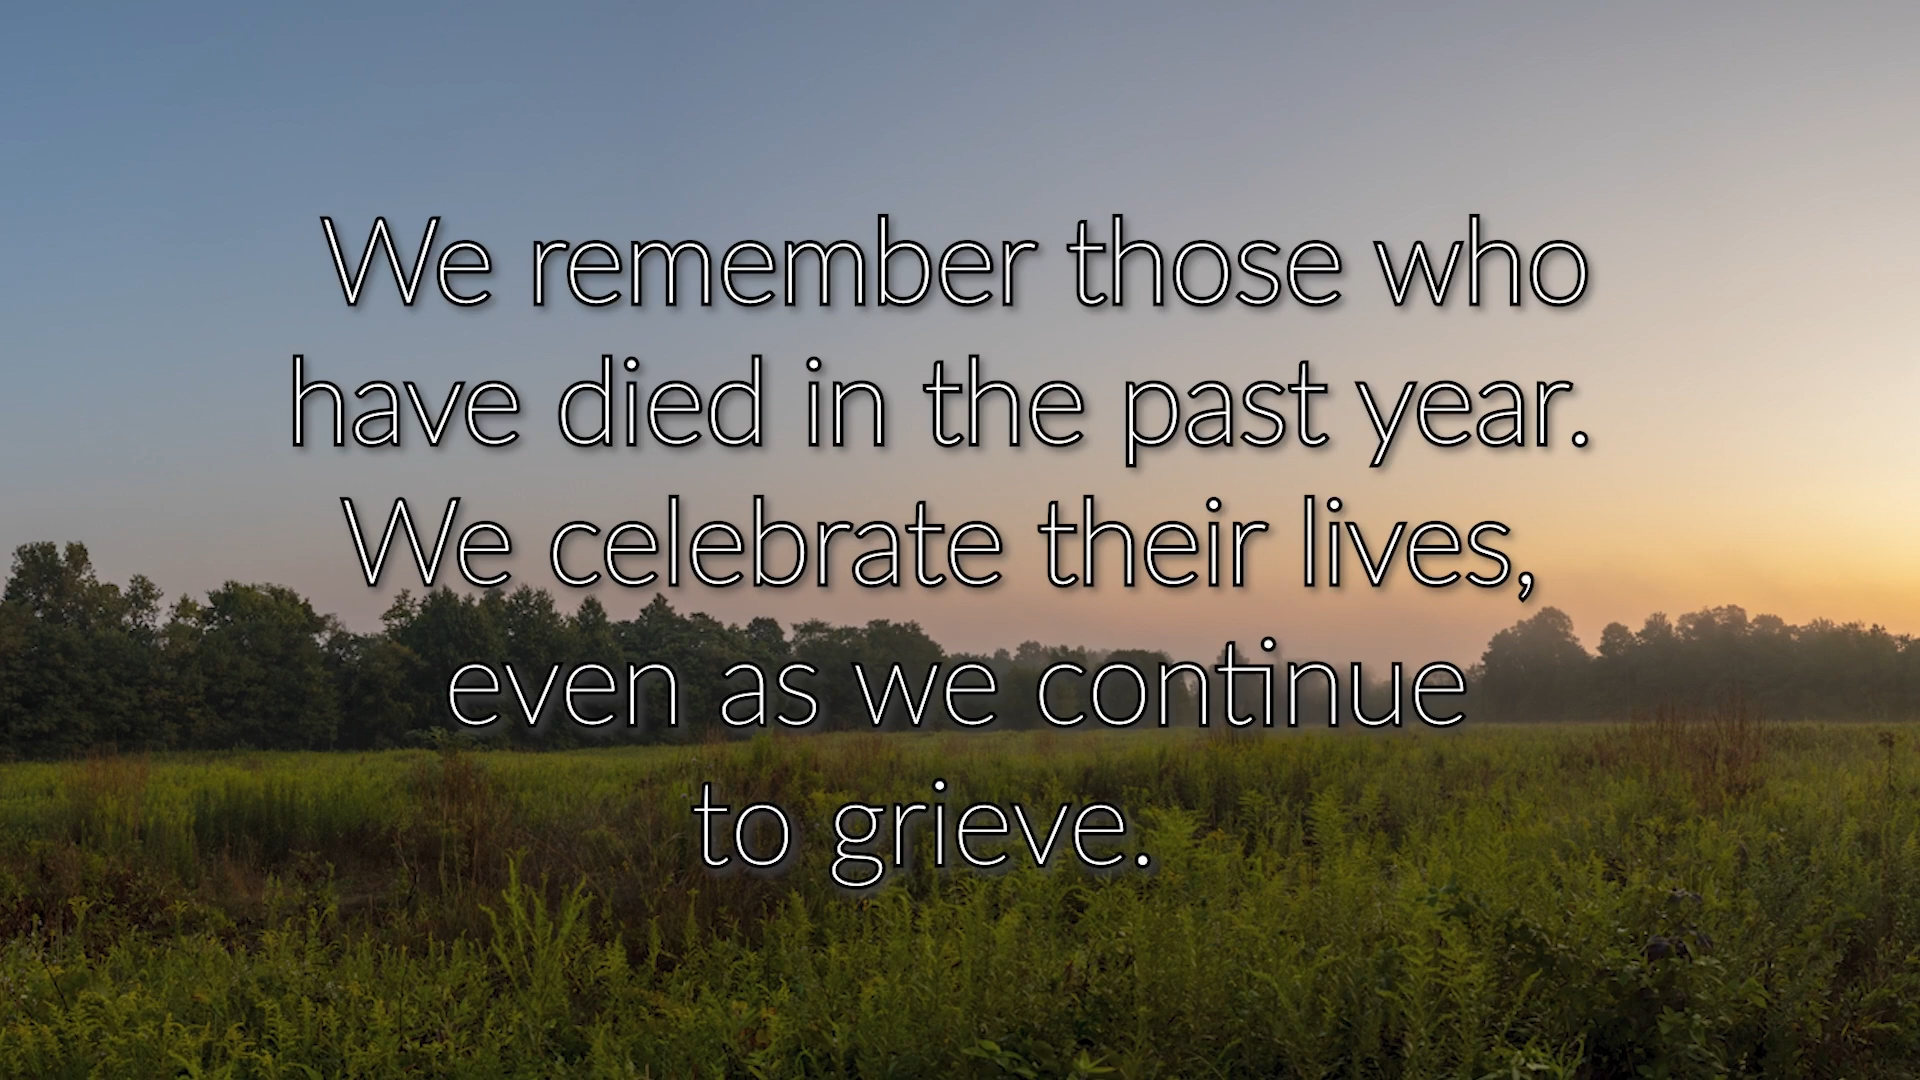 We remember those who
have died in the past year.
We celebrate their lives,
even as we continue
to grieve.